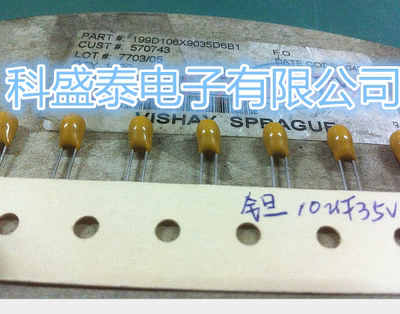 PART #: 199D106X9035D6B1
CUST #: 570743
LOT #: 7703/05
F.O.
DATE CODE
科盛泰电子有限公司
VISHAY SPRAGUE
钽 10uF35V